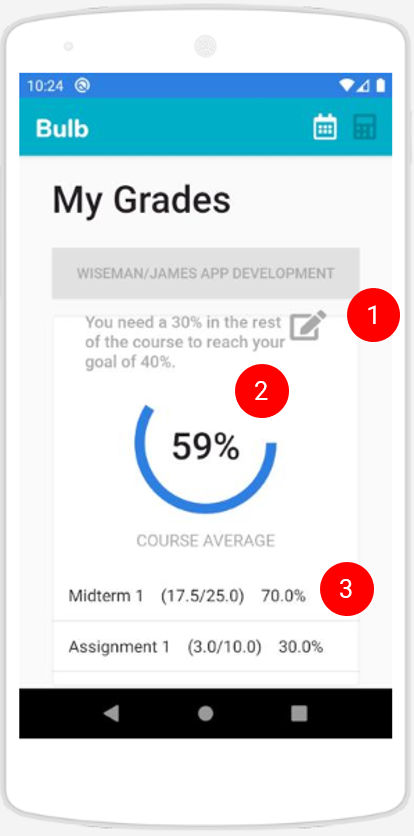 10:24
Bulb
My Grades
WISEMAN/JAMES APP DEVELOPMENT
You need a 30% in the rest
of the course to reach your
goal of 40%.
1
2
59%
COURSE AVERAGE
Midterm 1 (17.5/25.0) 70.0%
3
Assignment 1 (3.0/10.0) 30.0%